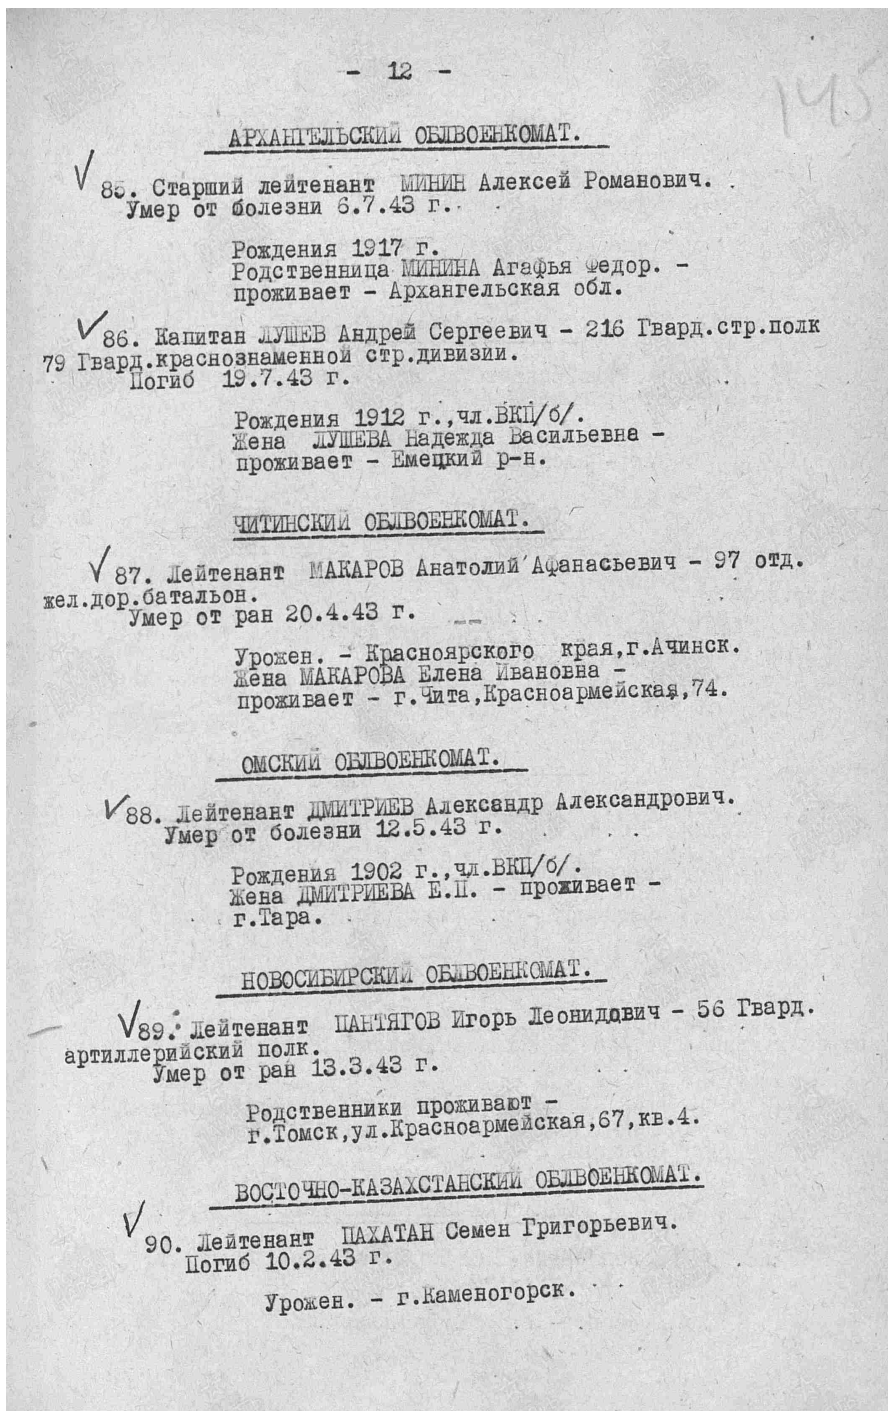 - 12 -
145
АРХАНГЕЛЬСКИЙ ОБЛВОЕНКОМАТ.
85. Старший лейтенант МИНИН Алексей Романович.
Умер от болезни 6.7.43 г.
Рождения 1917 г.
Родственница МИНИНА Агафья Федор. -
проживает - Архангельская обл.
86. Капитан ЛУШЕВ Андрей Сергеевич - 216 Гвард.стр.полк
79 Гвард.краснознаменной стр.дивизии.
Погиб 19.7.43 г.
Рождения 1912 г.,чл.ВКП/б/.
Жена ЛУШЕВА Надежда Васильевна -
проживает - Емецкий р-н.
ЧИТИНСКИЙ ОБЛВОЕНКОМАТ.
87. Лейтенант МАКАРОВ Анатолий Афанасьевич - 97 отд.
жел.дор.батальон.
Умер от ран 20.4.43 г.
Урожен. - Красноярского края,г.Ачинск.
Жена МАКАРОВА Елена Ивановна -
проживает - г.Чита,Красноармейская,74.
ОМСКИЙ ОБЛВОЕНКОМАТ.
88. Лейтенант ДМИТРИЕВ Александр Александрович.
Умер от болезни 12.5.43 г.
Рождения 1902 г.,чл.ВКП/б/.
Жена ДМИТРИЕВА Е.П. - проживает -
г.Тара.
НОВОСИБИРСКИЙ ОБЛВОЕНКОМАТ.
89. Лейтенант ПАНТЯГОВ Игорь Леонидович - 56 Гвард.
артиллерийский полк.
Умер от ран 13.3.43 г.
Родственники проживают -
г.Томск,ул.Красноармейская,67,кв.4.
ВОСТОЧНО-КАЗАХСТАНСКИЙ ОБЛВОЕНКОМАТ.
90. Лейтенант ПАХАТАН Семен Григорьевич.
Погиб 10.2.43 г.
Урожен. - г.Каменогорск.